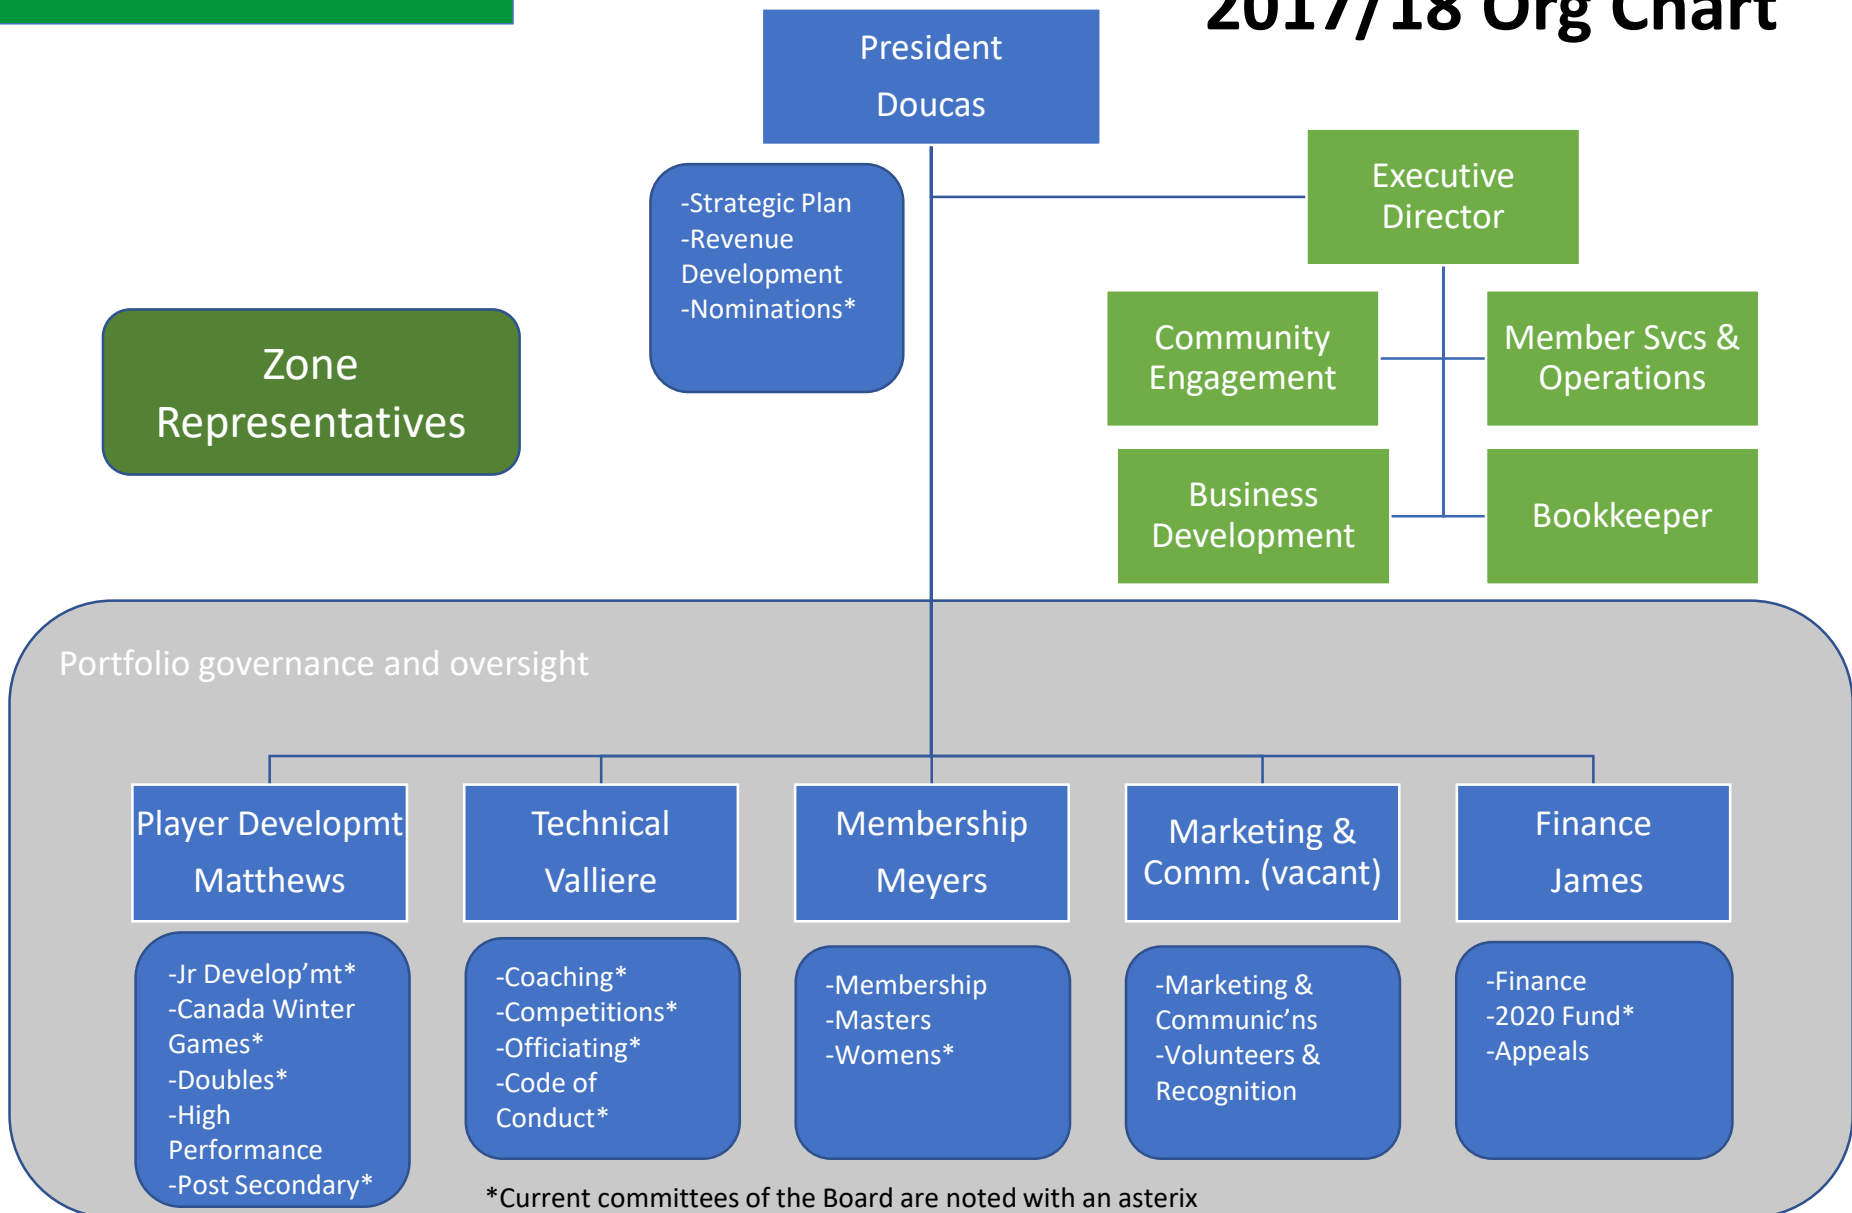 2017/18 Org Chart
President
Doucas
-Strategic Plan
-Revenue
Development
-Nominations*
Executive
Director
Community
Engagement
Member Svcs &
Operations
Business
Development
Bookkeeper
Zone
Representatives
Portfolio governance and oversight
Player Developmt
Matthews
Technical
Valliere
Membership
Meyers
Marketing &
Comm. (vacant)
Finance
James
-Jr Develop’mt*
-Canada Winter
Games*
-Doubles*
-High
Performance
-Post Secondary*
-Coaching*
-Competitions*
-Officiating*
-Code of
Conduct*
-Membership
-Masters
-Womens*
-Marketing &
Communic’ns
-Volunteers &
Recognition
-Finance
-2020 Fund*
-Appeals
*Current committees of the Board are noted with an asterix